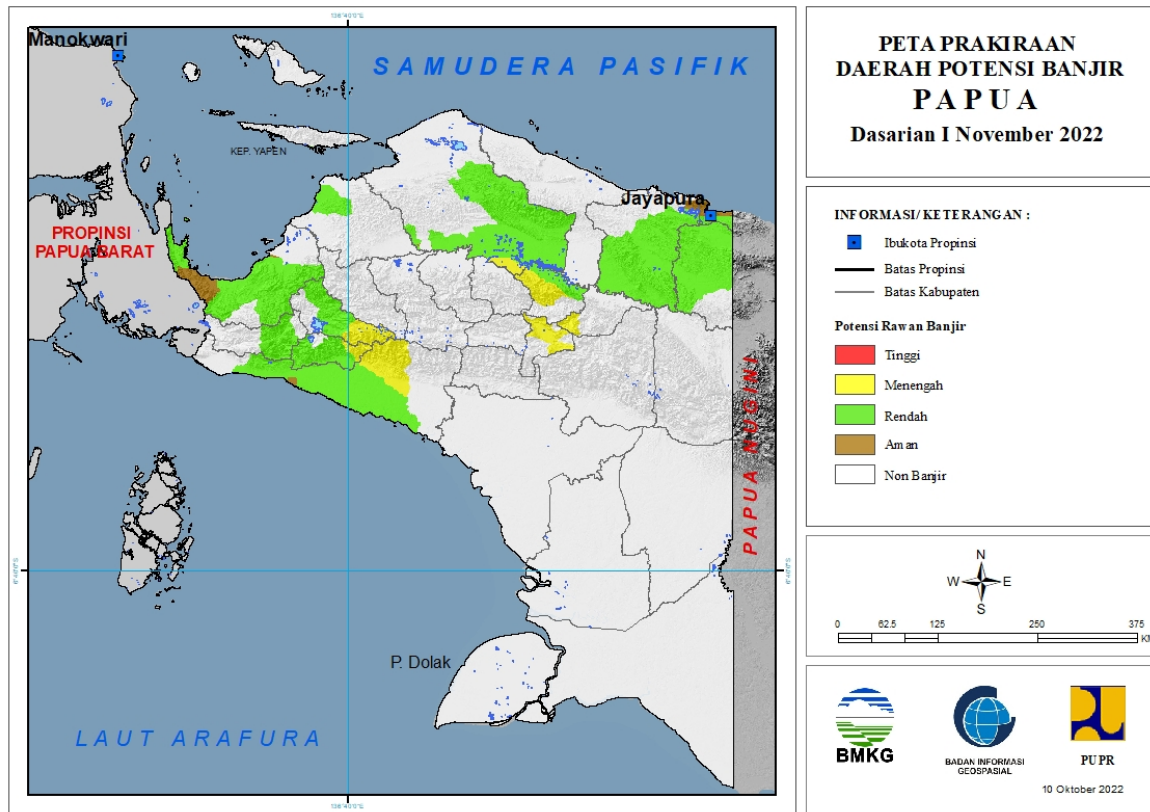 Manokwari
SAMUDERA PASIFIK
KEP. YAPEN
Jayapura
PROPINSI
PAPUA BARAT
PAPUA NUGINI
P. Dolak
LAUT ARAFURA
PETA PRAKIRAAN
DAERAH POTENSI BANJIR
PAPUA
Dasarian I November 2022
INFORMASI/ KETERANGAN :
Ibukota Propinsi
Batas Propinsi
Batas Kabupaten
Potensi Rawan Banjir
Tinggi
Menengah
Rendah
Aman
Non Banjir
N
W E
S
0 62.5 125 250 375
KM
BMKG
BADAN INFORMASI
GEOSPASIAL
PUPR
10 Oktober 2022